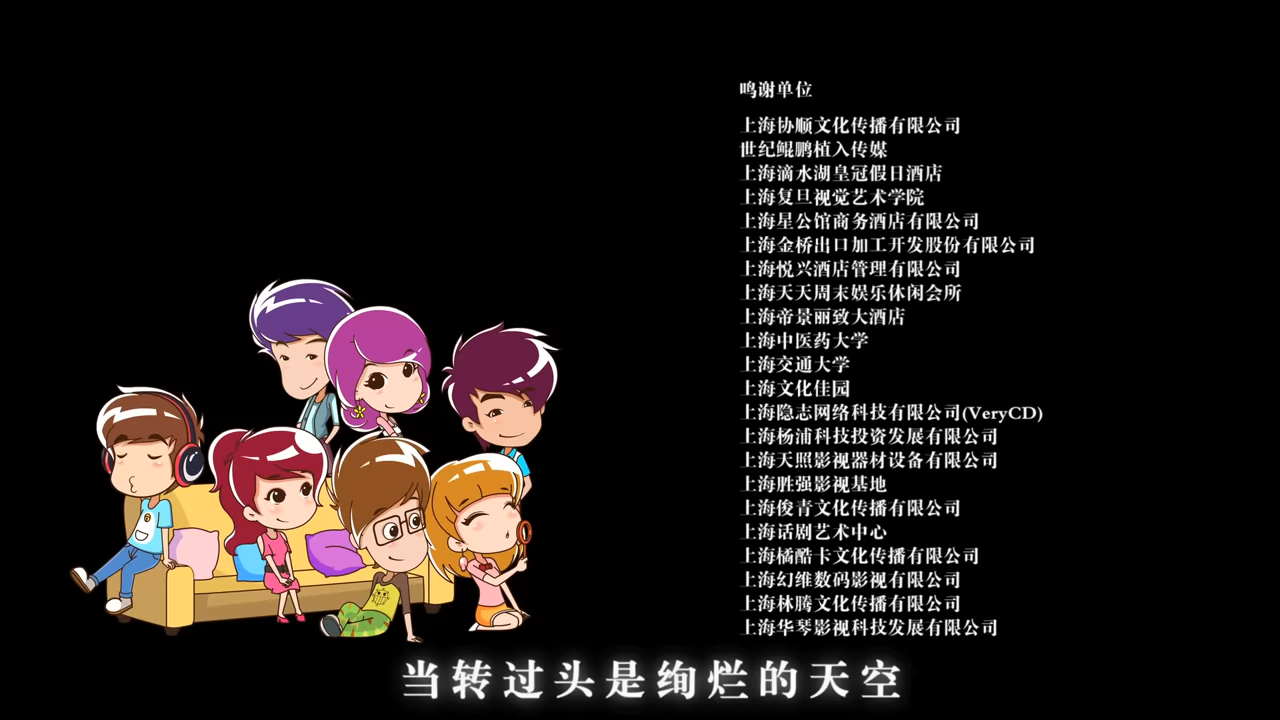 鸣谢单位
上海协顺文化传播有限公司
世纪鲲鹏植入传媒
上海滴水湖皇冠假日酒店
上海复旦视觉艺术学院
上海星公馆商务酒店有限公司
上海金桥出口加工开发股份有限公司
上海悦兴酒店管理有限公司
上海天天周末娱乐休闲会所
上海帝景丽致大酒店
上海中医药大学
上海交通大学
上海文化佳园
上海隐志网络科技有限公司(VeryCD)
上海杨浦科技投资发展有限公司
上海天照影视器材设备有限公司
上海胜强影视基地
上海俊青文化传播有限公司
上海话剧艺术中心
上海橘酷卡文化传播有限公司
上海幻维数码影视有限公司
上海林腾文化传播有限公司
上海华琴影视科技发展有限公司
当转过头是绚烂的天空